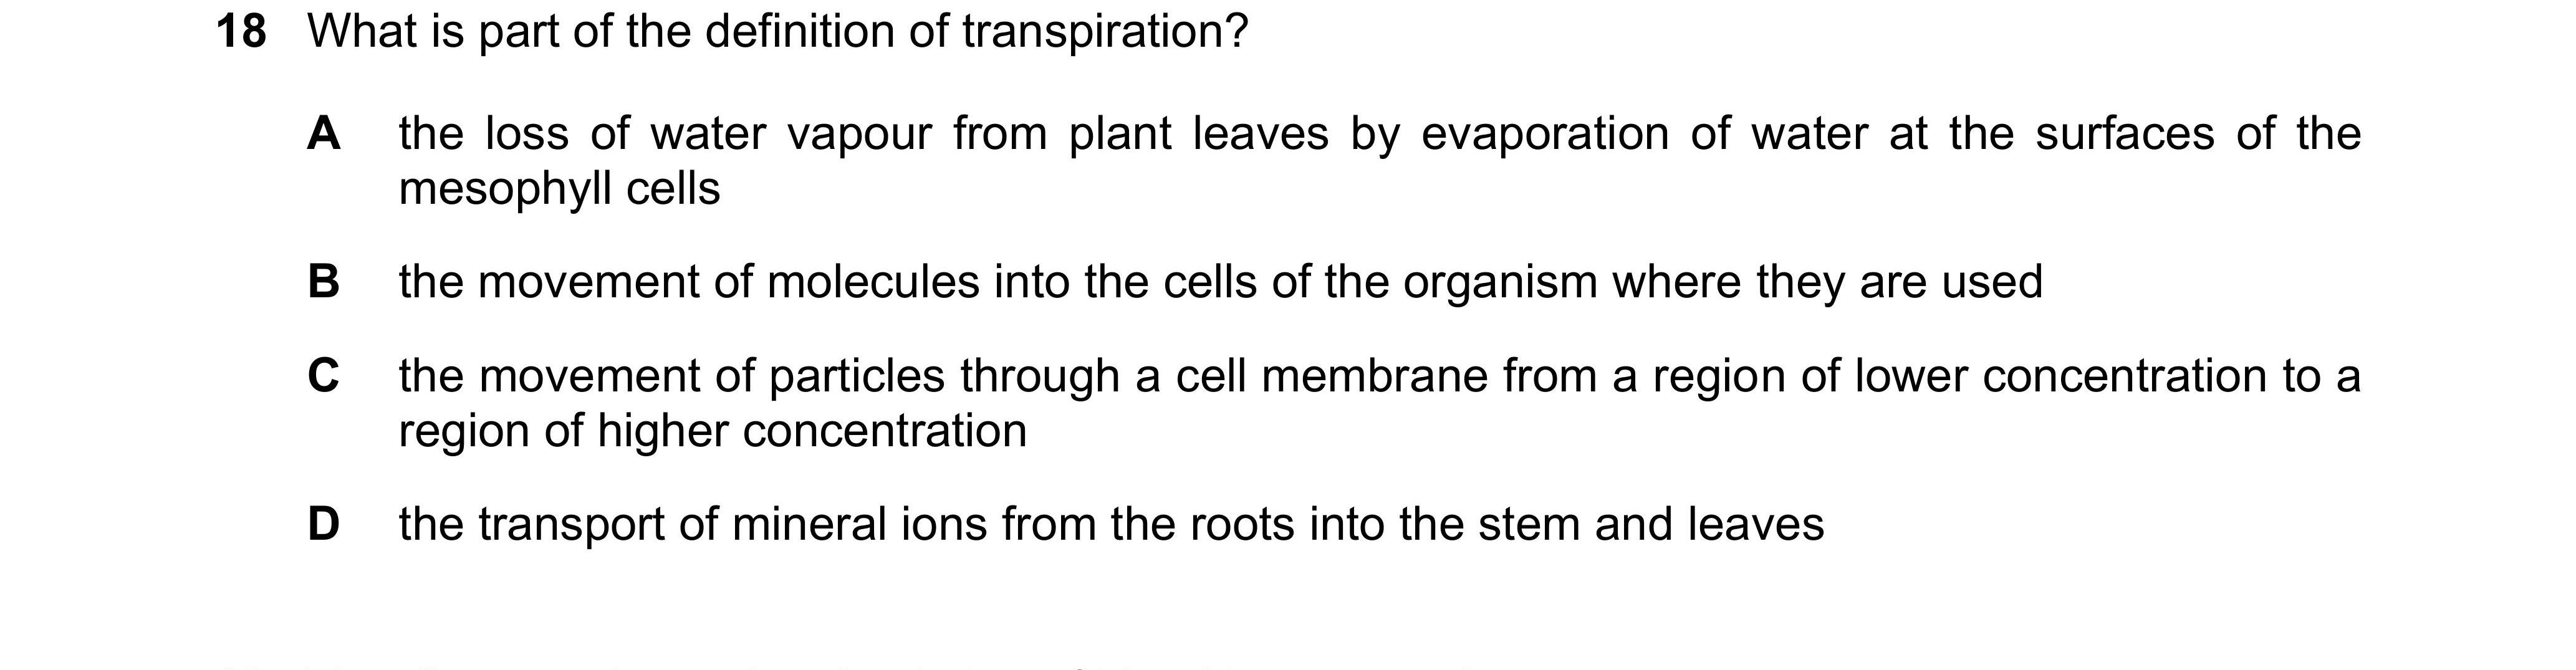 18 What is part of the definition of transpiration?
A the loss of water vapour from plant leaves by evaporation of water at the surfaces of the
mesophyll cells
B the movement of molecules into the cells of the organism where they are used
C the movement of particles through a cell membrane from a region of lower concentration to a
region of higher concentration
D the transport of mineral ions from the roots into the stem and leaves